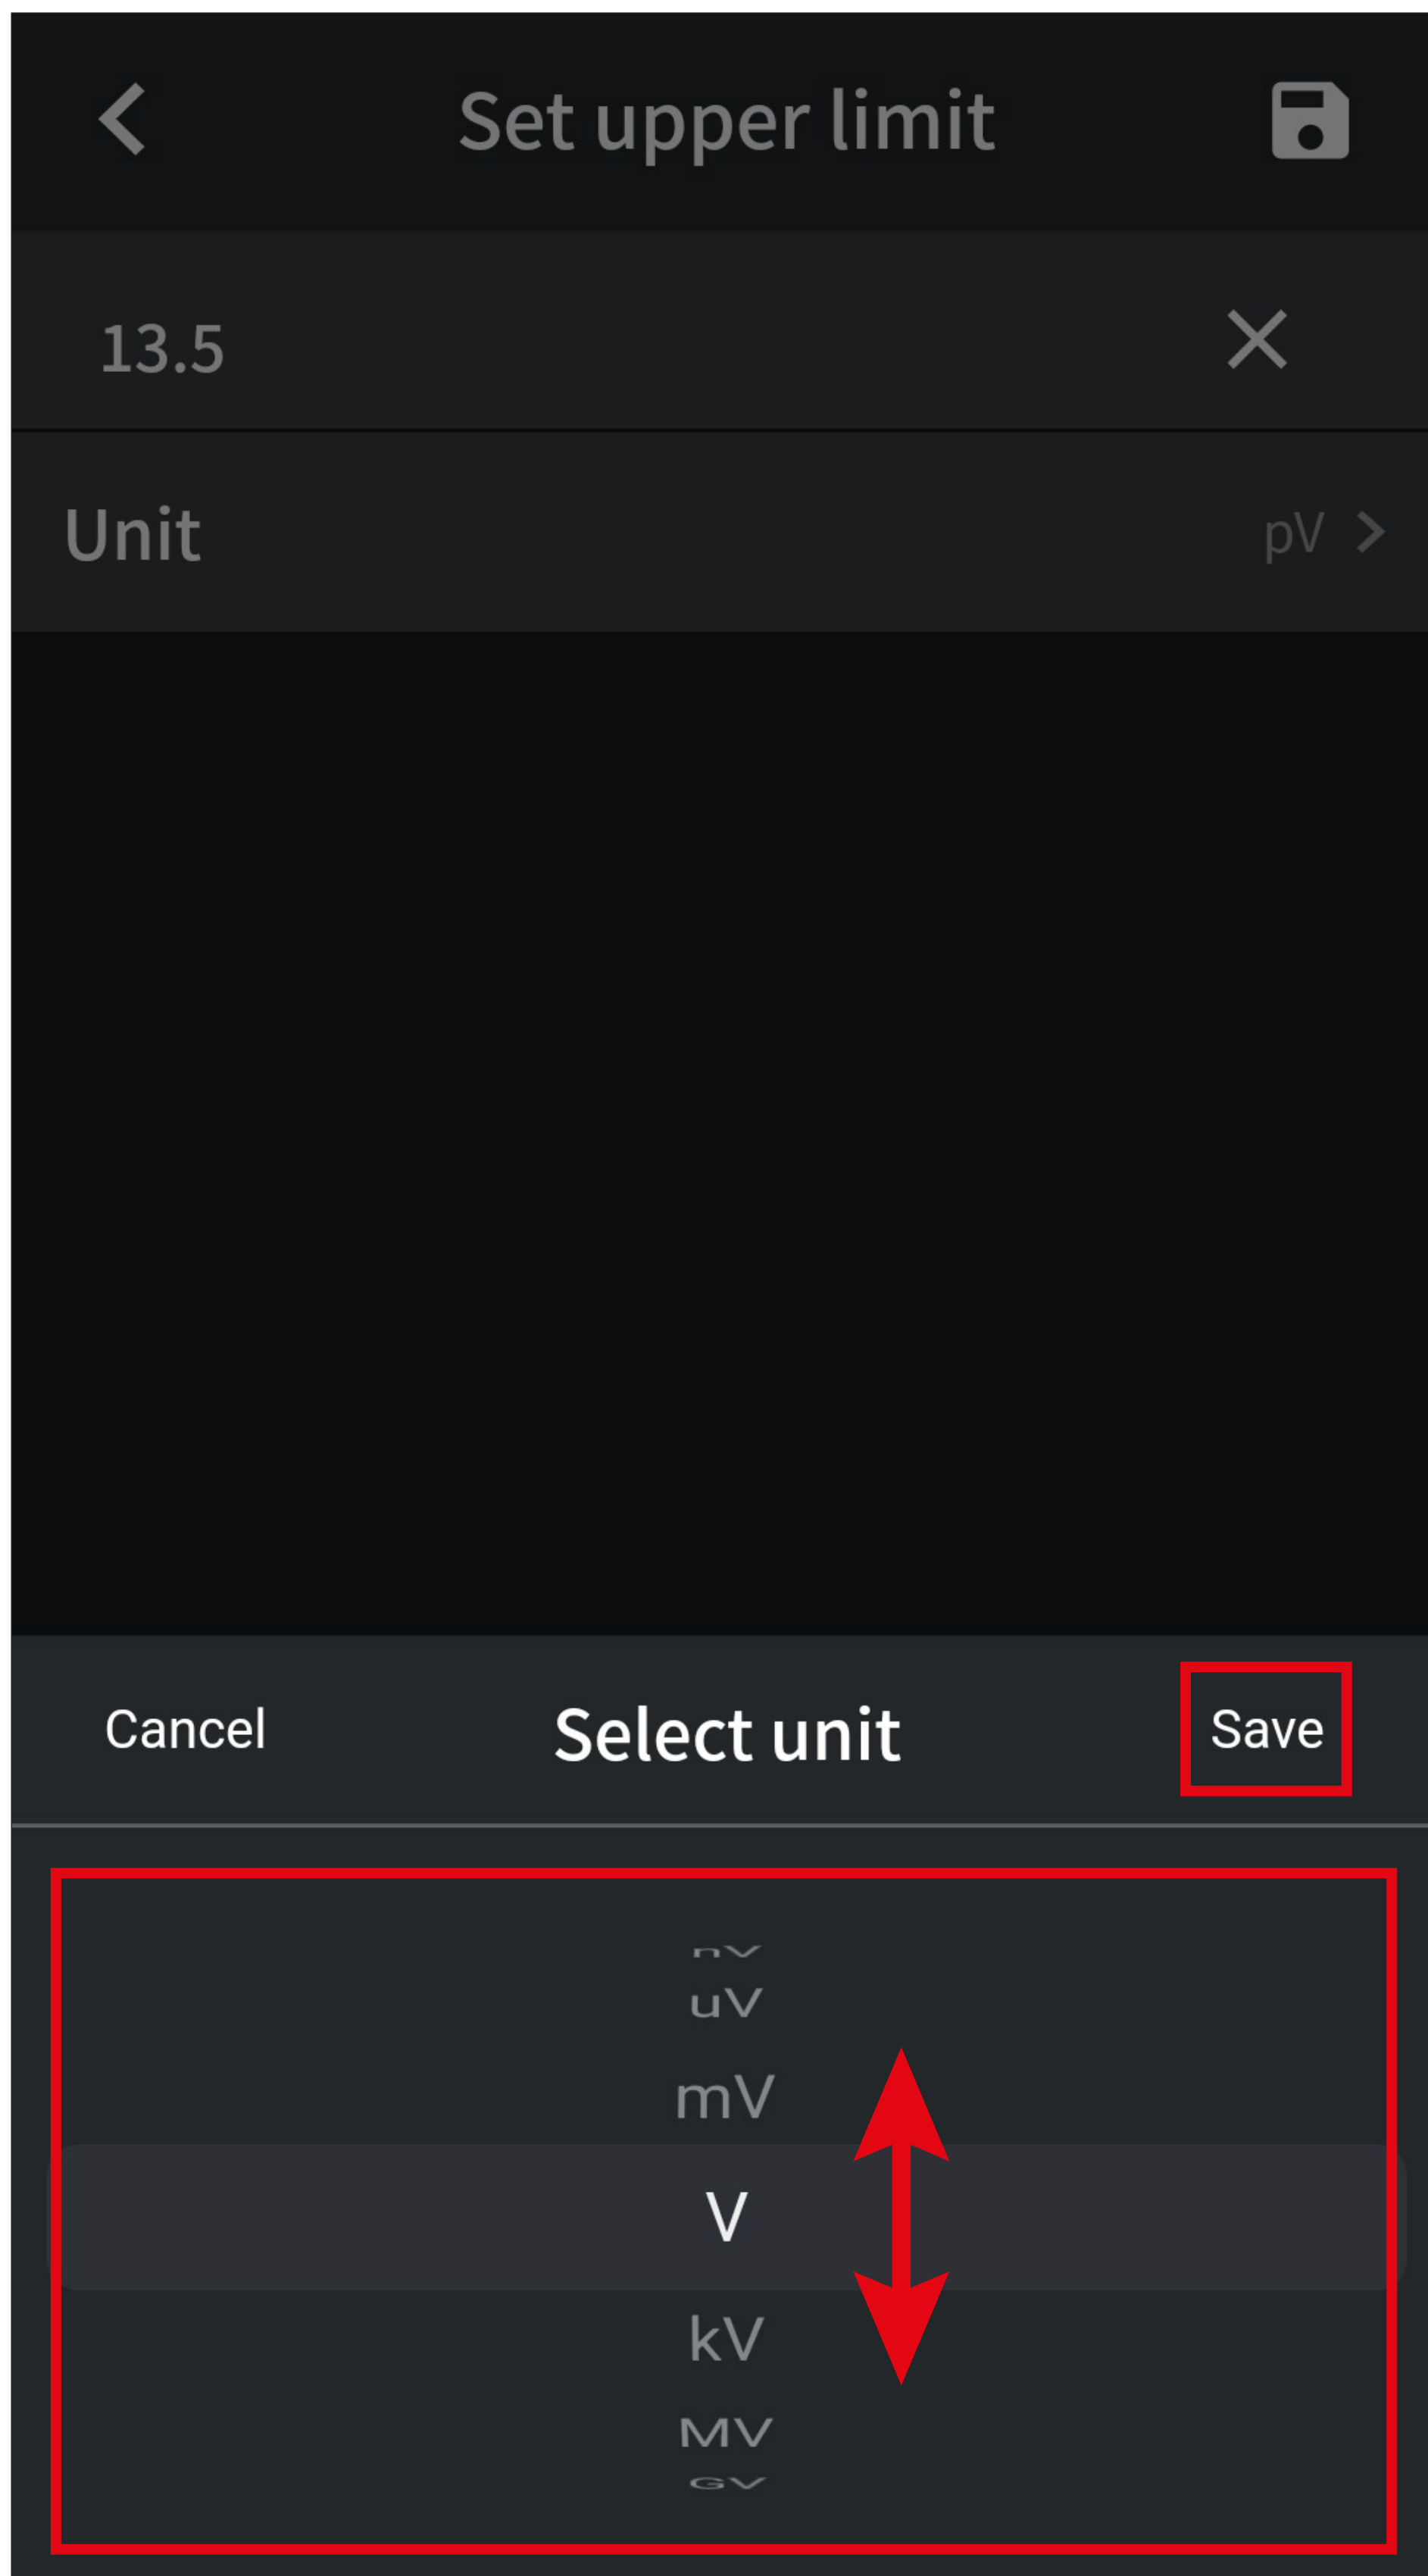 Set upper limit
13.5
Unit pV
Cancel Select unit Save
nV
uV
mV
V
kV
MV
GV